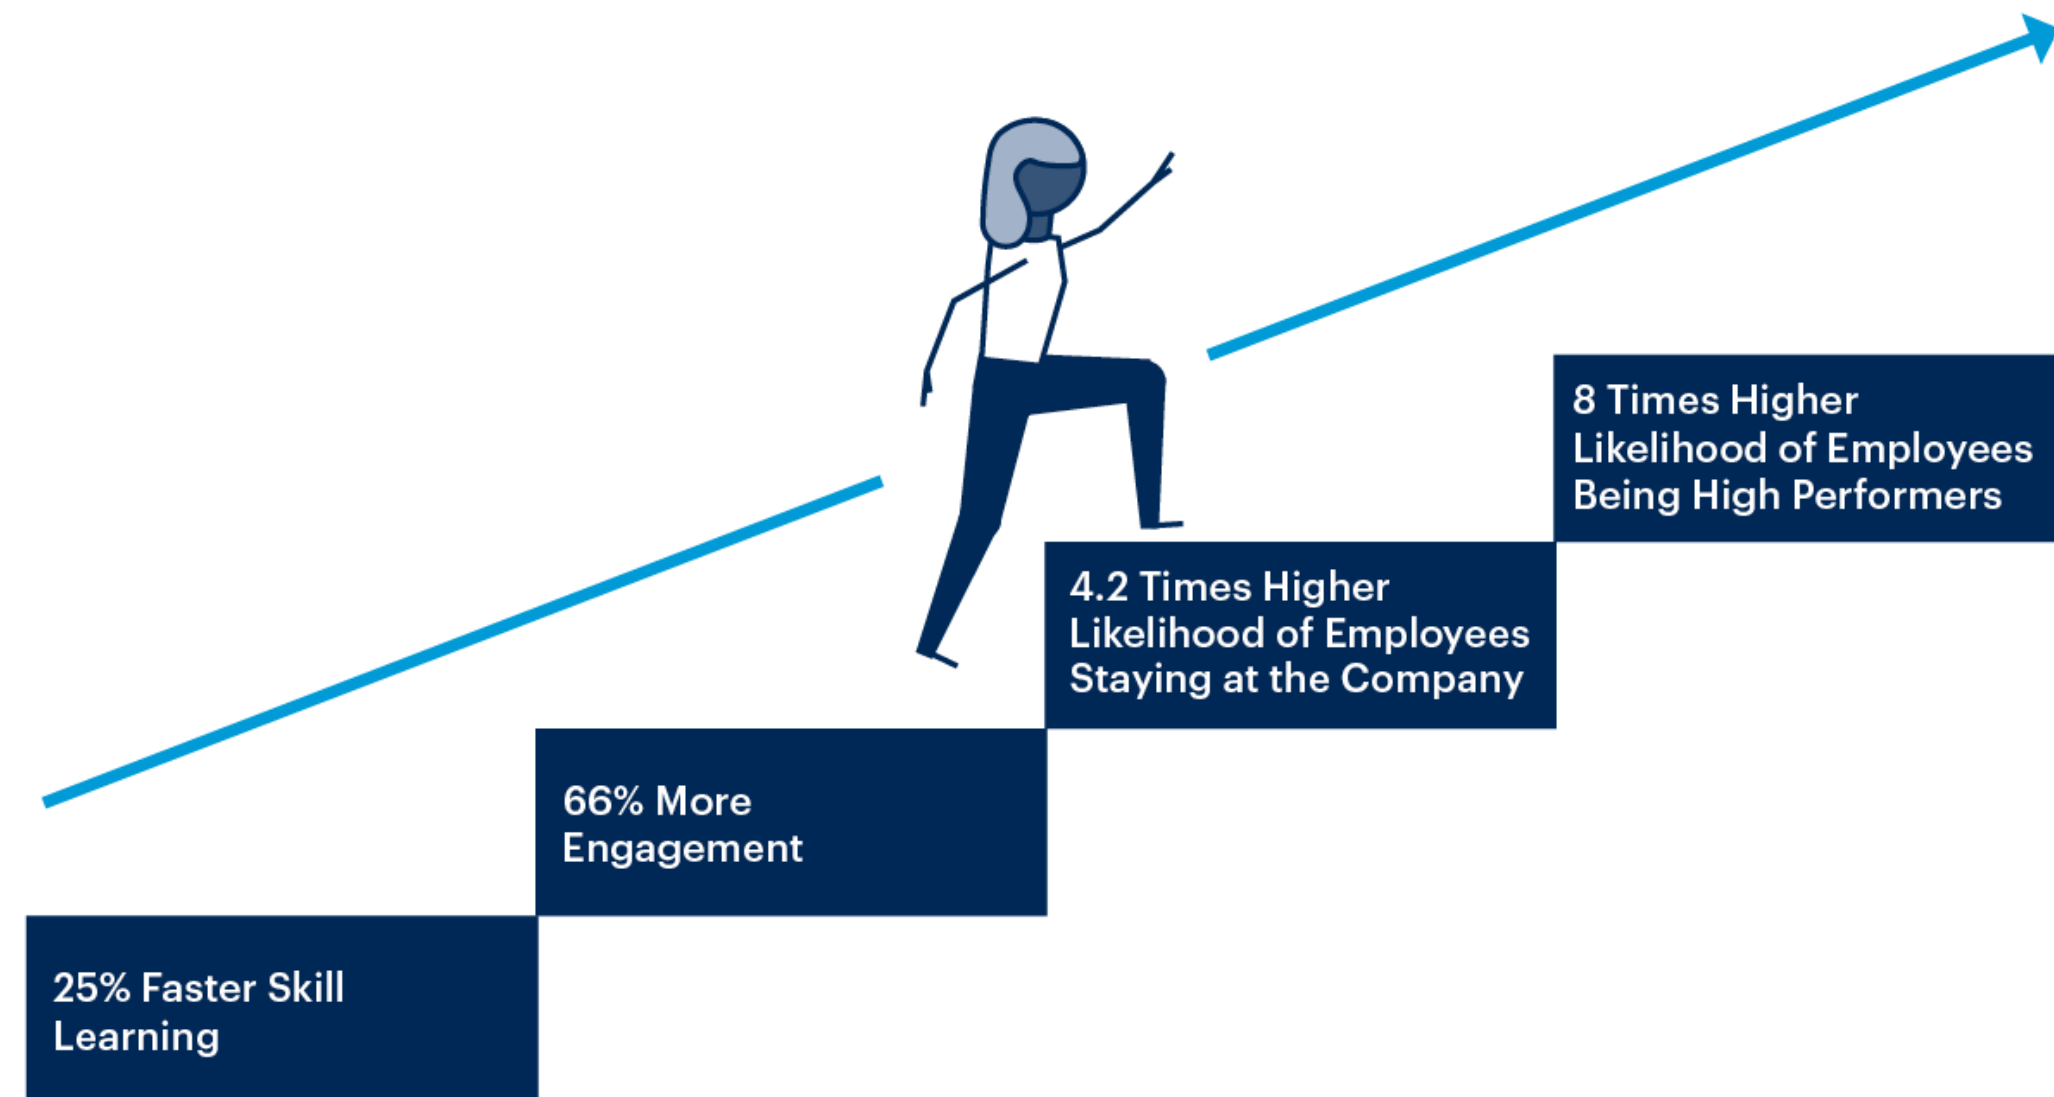 8 Times Higher
Likelihood of Employees
Being High Performers
4.2 Times Higher
Likelihood of Employees
Staying at the Company
66% More
Engagement
25% Faster Skill
Learning